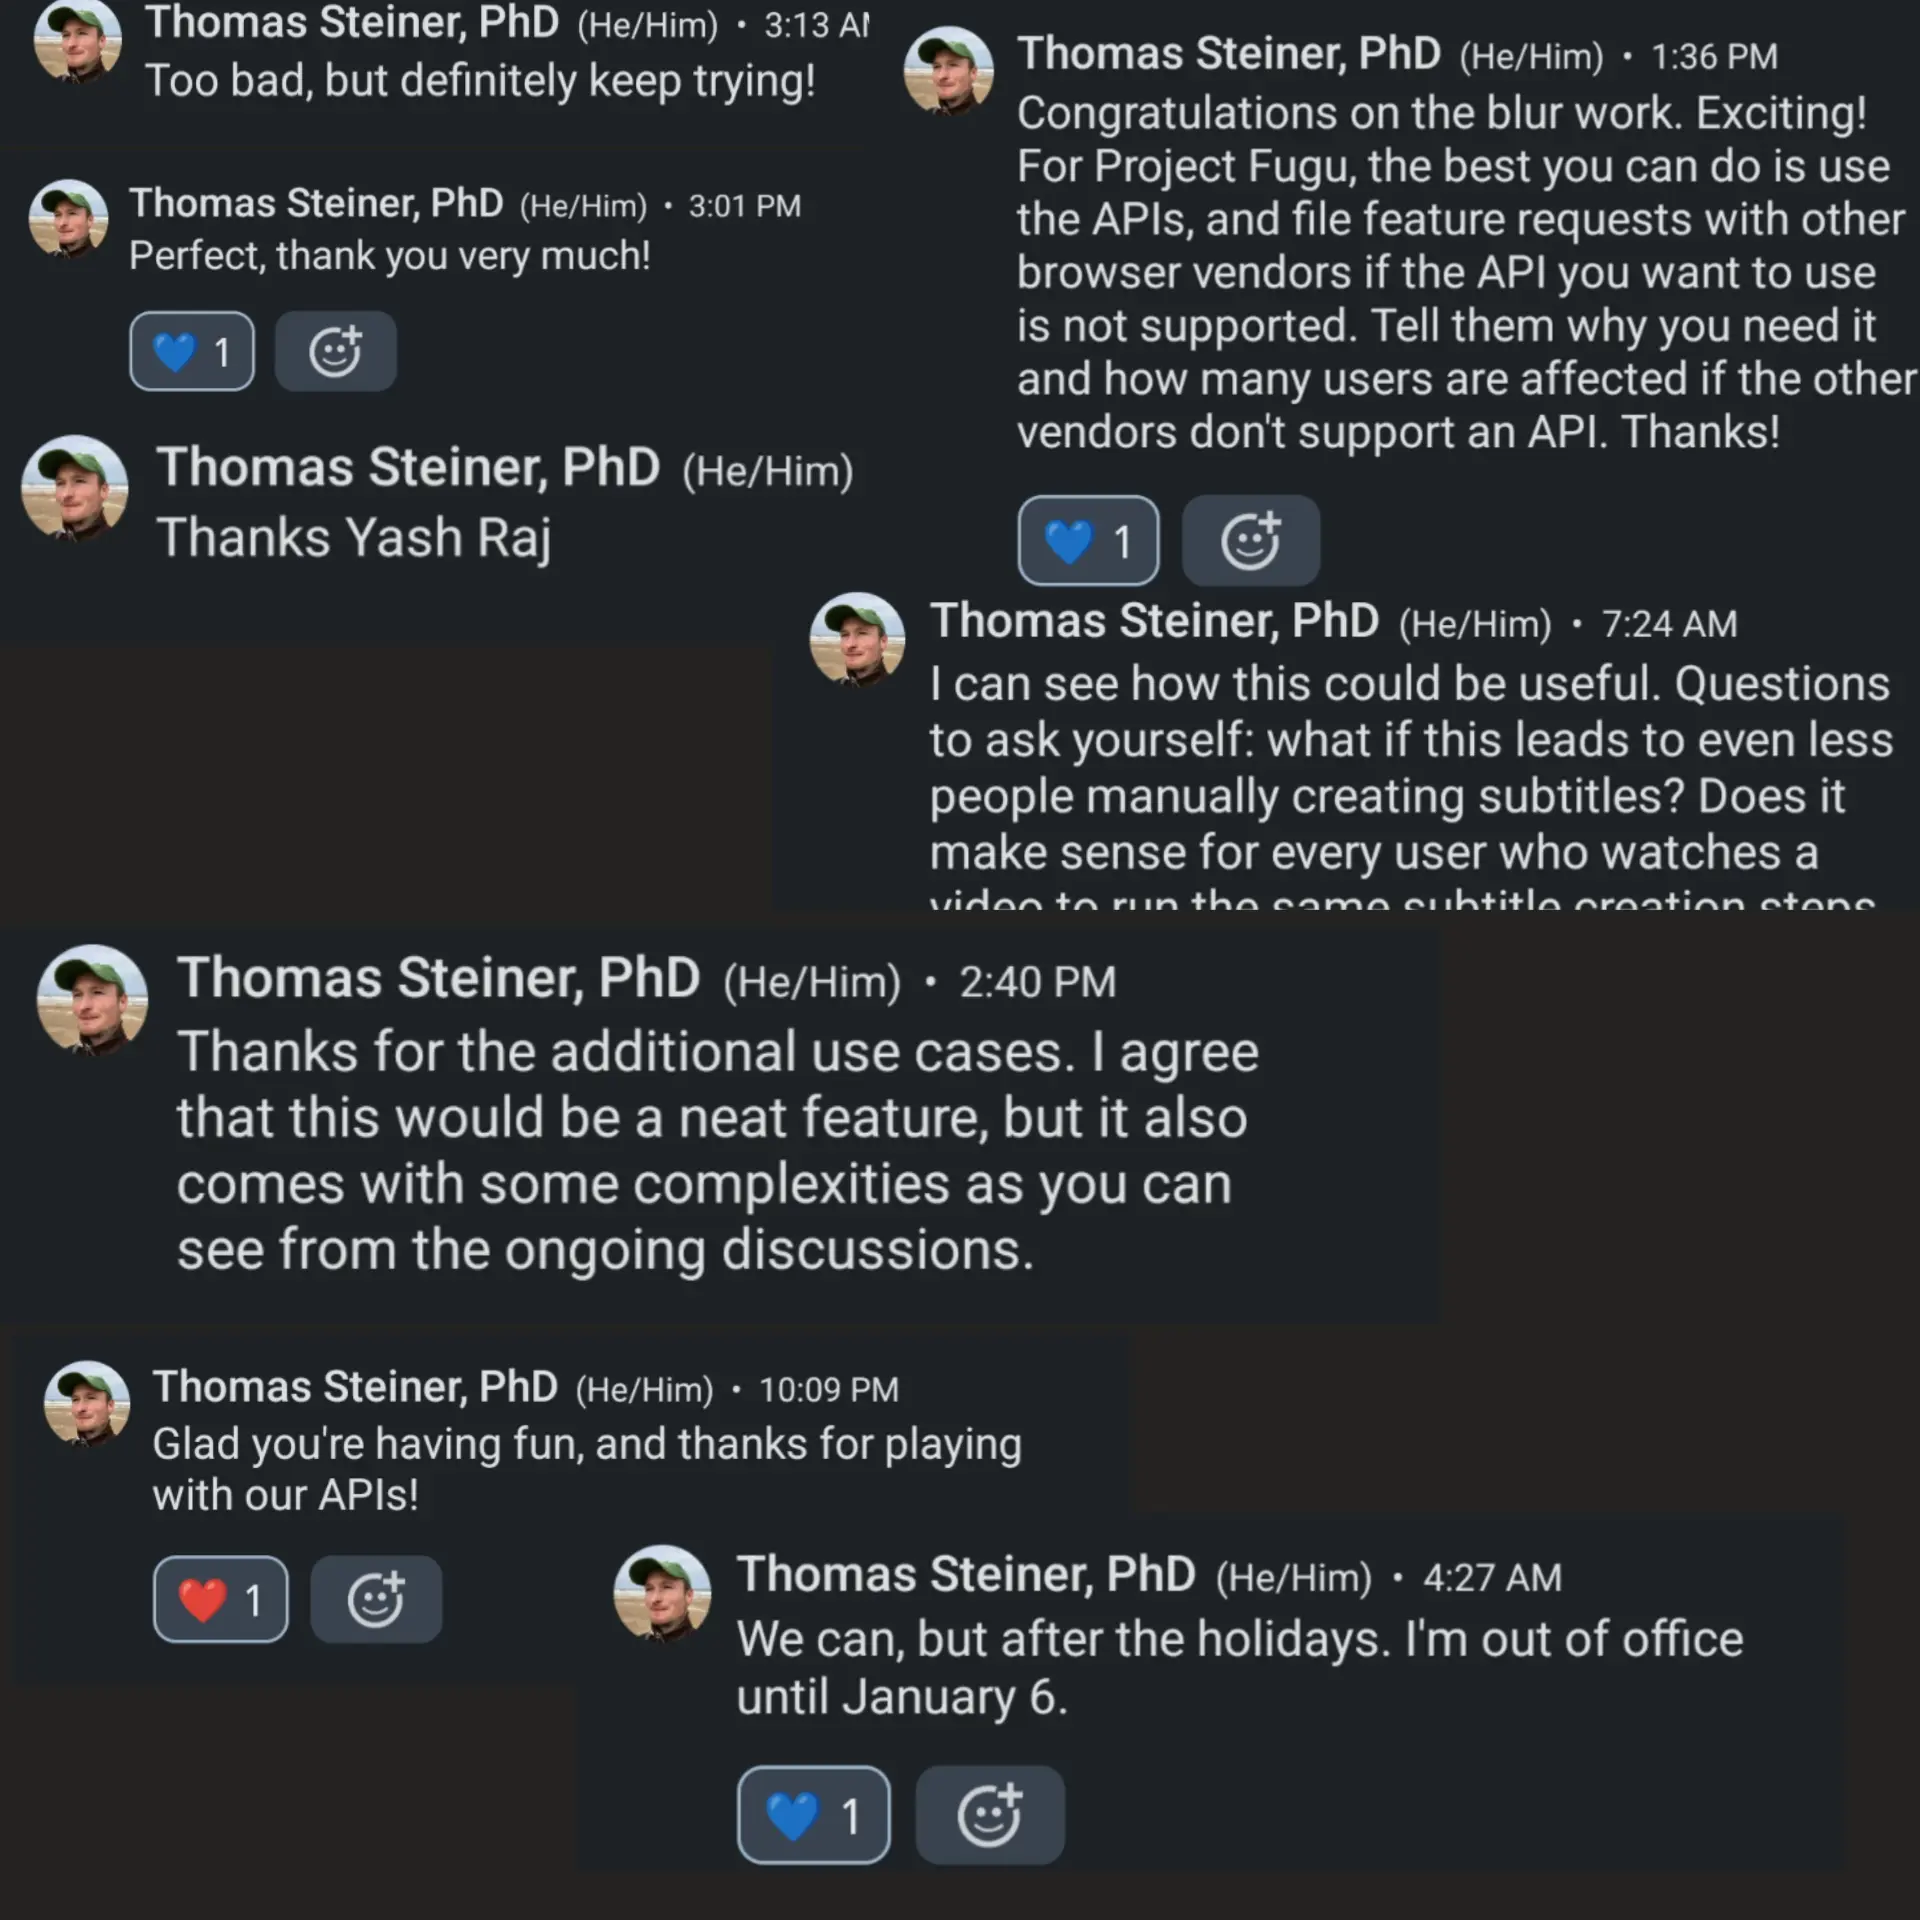 Thomas Steiner, PhD (He/Him) • 3:13 AM
Too bad, but definitely keep trying!
Thomas Steiner, PhD (He/Him) • 3:01 PM
Perfect, thank you very much!
1
Thomas Steiner, PhD (He/Him)
Thanks Yash Raj
Thomas Steiner, PhD (He/Him) • 1:36 PM
Congratulations on the blur work. Exciting!
For Project Fugu, the best you can do is use
the APIs, and file feature requests with other
browser vendors if the API you want to use
is not supported. Tell them why you need it
and how many users are affected if the other
vendors don't support an API. Thanks!
1
Thomas Steiner, PhD (He/Him) • 7:24 AM
I can see how this could be useful. Questions
to ask yourself: what if this leads to even less
people manually creating subtitles? Does it
make sense for every user who watches a
video to run the same subtitle creation steps
Thomas Steiner, PhD (He/Him) • 2:40 PM
Thanks for the additional use cases. I agree
that this would be a neat feature, but it also
comes with some complexities as you can
see from the ongoing discussions.
Thomas Steiner, PhD (He/Him) • 10:09 PM
Glad you're having fun, and thanks for playing
with our APIs!
1
Thomas Steiner, PhD (He/Him) • 4:27 AM
We can, but after the holidays. I'm out of office
until January 6.
1